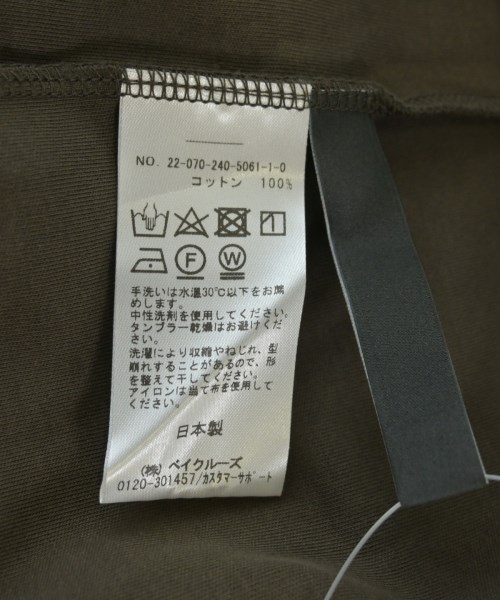 NO. 22-070-240-5061-1-0
コットン 100%
F W
手洗いは水温30℃以下をお薦
めします。
中性洗剤を使用してください。
タンブラー乾燥はお避けくだ
さい。
洗濯により収縮やねじれ、型
崩れすることがあるので、形
を整えて干してください。
アイロンは当て布を使用して
ください。
日本製
(株) ベイクルーズ
0120-301457/カスタマーサポート